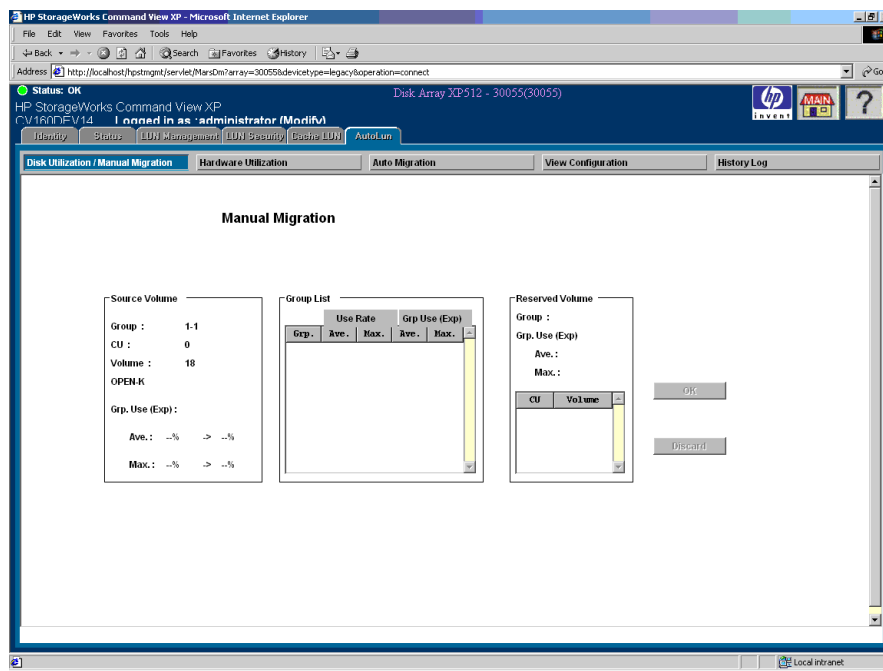 HP StorageWorks Command View XP - Microsoft Internet Explorer
File Edit View Favorites Tools Help
Back Search Favorites History
Address http://localhost/hpstmgmt/servlet/MarsDm?array=30055&devicetype=legacy&operation=connect Go
Status: OK
Disk Array XP512 - 30055(30055)
HP StorageWorks Command View XP
CV160DEV14 Logged in as :administrator (Modify)
hp invent MAIN ?
Identity Status LUN Management LUN Security Cache LUN AutoLun
Disk Utilization / Manual Migration Hardware Utilization Auto Migration View Configuration History Log
Manual Migration
Source Volume
Group : 1-1
CU : 0
Volume : 18
OPEN-K
Grp. Use (Exp) :
Ave. : --% -> --%
Max. : --% -> --%
Group List
Use Rate Grp Use (Exp)
Grp. Ave. Max. Ave. Max.
Reserved Volume
Group :
Grp. Use (Exp)
Ave. :
Max. :
CU Volume
OK
Discard
Local intranet